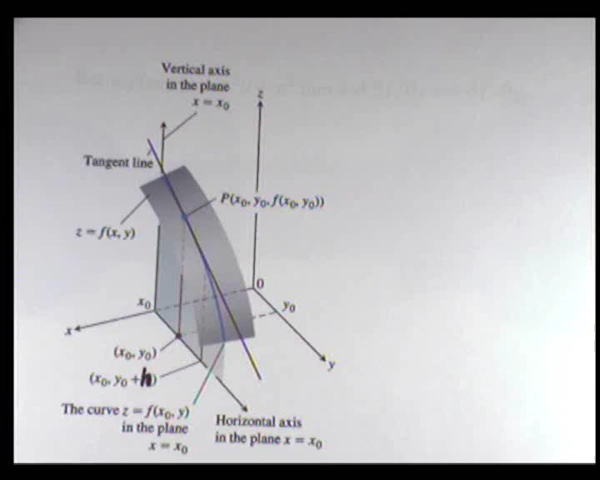 Vertical axis
in the plane
x = x₀
z
Tangent line
P(x₀, y₀, f(x₀, y₀))
z = f(x, y)
0
x₀
y₀
x
y
(x₀, y₀)
(x₀, y₀ + h)
The curve z = f(x₀, y)
in the plane
x = x₀
Horizontal axis
in the plane x = x₀